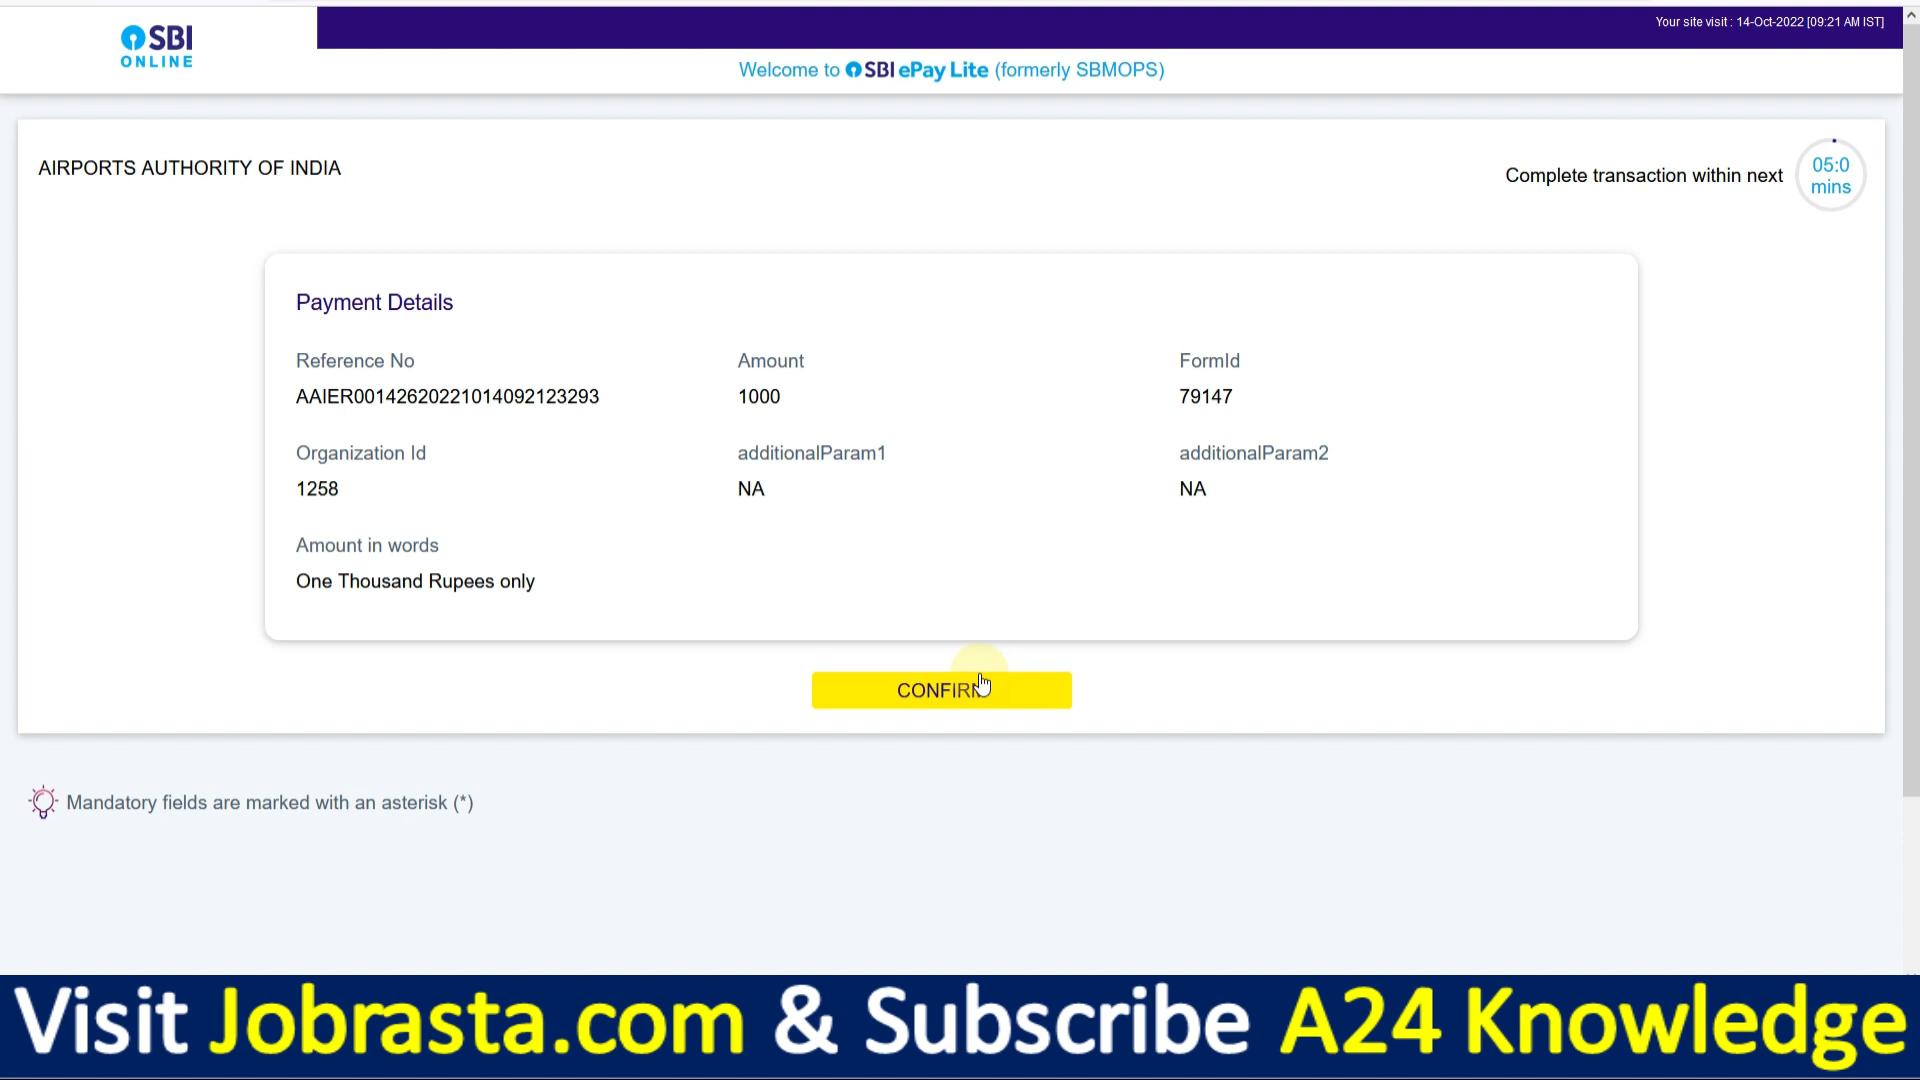 SBI
ONLINE
Your site visit : 14-Oct-2022 [09:21 AM IST]
Welcome to SBI ePay Lite (formerly SBMOPS)
AIRPORTS AUTHORITY OF INDIA
Complete transaction within next
05:0
mins
Payment Details
Reference No
AAIER00142620221014092123293
Amount
1000
FormId
79147
Organization Id
1258
additionalParam1
NA
additionalParam2
NA
Amount in words
One Thousand Rupees only
CONFIRM
Mandatory fields are marked with an asterisk (*)
Visit Jobrasta.com & Subscribe A24 Knowledge